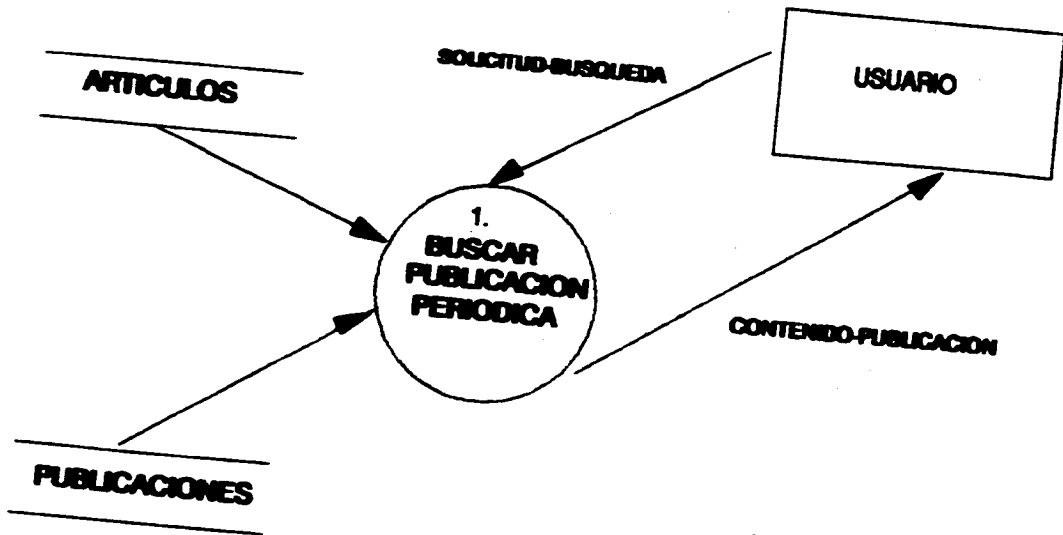 SOLICITUD-BUSQUEDA
USUARIO
ARTICULOS
1.
BUSCAR
PUBLICACION
PERIODICA
CONTENIDO-PUBLICACION
PUBLICACIONES